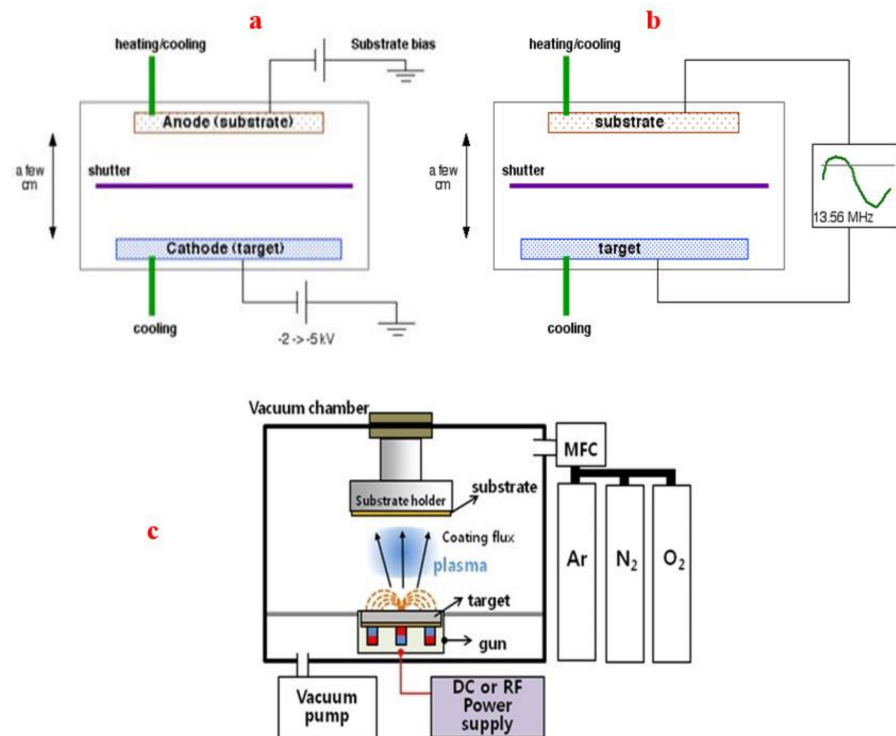 a
heating/cooling
Substrate bias
Anode (substrate)
a few
cm
shutter
Cathode (target)
cooling
-2 -> -5 kV
b
heating/cooling
substrate
shutter
13.56 MHz
target
cooling
c
Vacuum chamber
MFC
substrate
Substrate holder
Coating flux
plasma
Ar
N₂
O₂
target
gun
Vacuum
pump
DC or RF
Power
supply